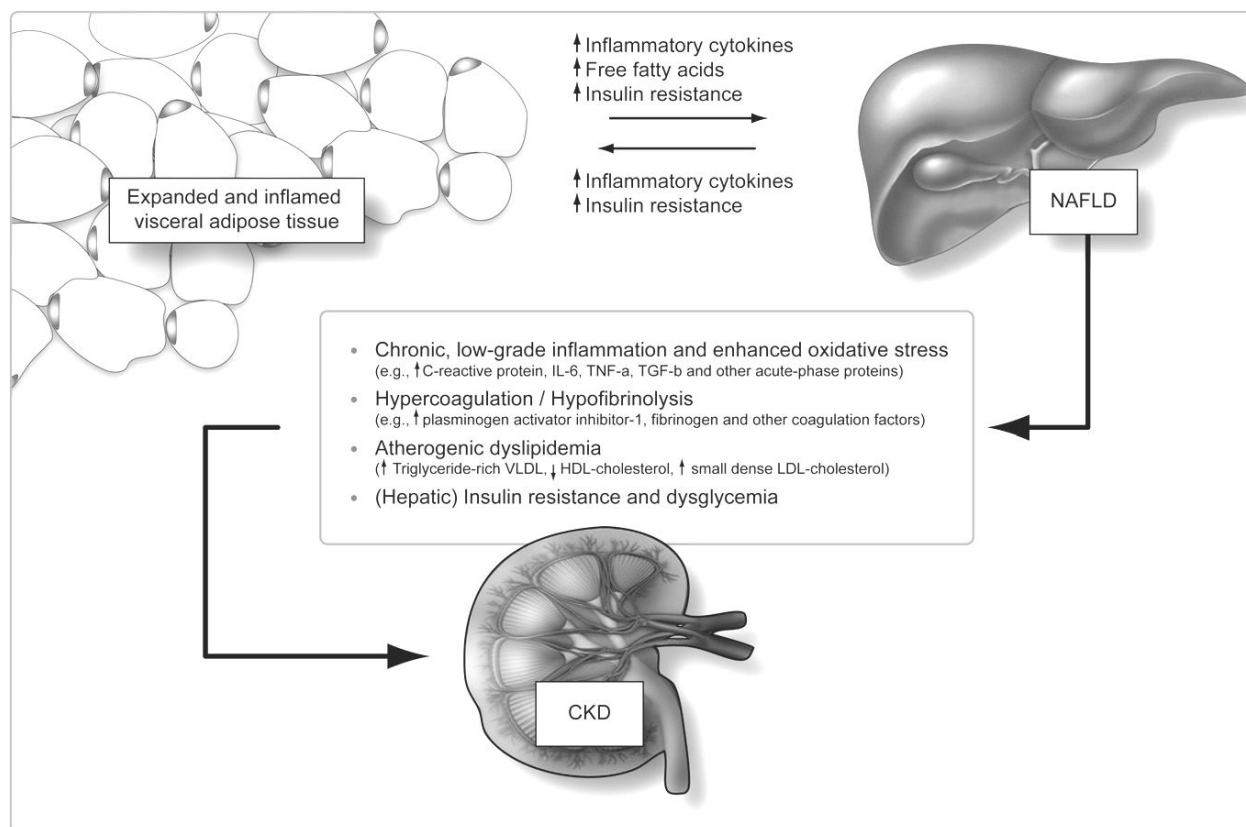 ↑Inflammatory cytokines
↑Free fatty acids
↑Insulin resistance
Expanded and inflamed
visceral adipose tissue
↑Inflammatory cytokines
↑Insulin resistance
NAFLD
• Chronic, low-grade inflammation and enhanced oxidative stress
(e.g., ↑C-reactive protein, IL-6, TNF-a, TGF-b and other acute-phase proteins)
• Hypercoagulation / Hypofibrinolysis
(e.g., ↑plasminogen activator inhibitor-1, fibrinogen and other coagulation factors)
• Atherogenic dyslipidemia
(↑ Triglyceride-rich VLDL, ↓ HDL-cholesterol, ↑ small dense LDL-cholesterol)
• (Hepatic) Insulin resistance and dysglycemia
CKD